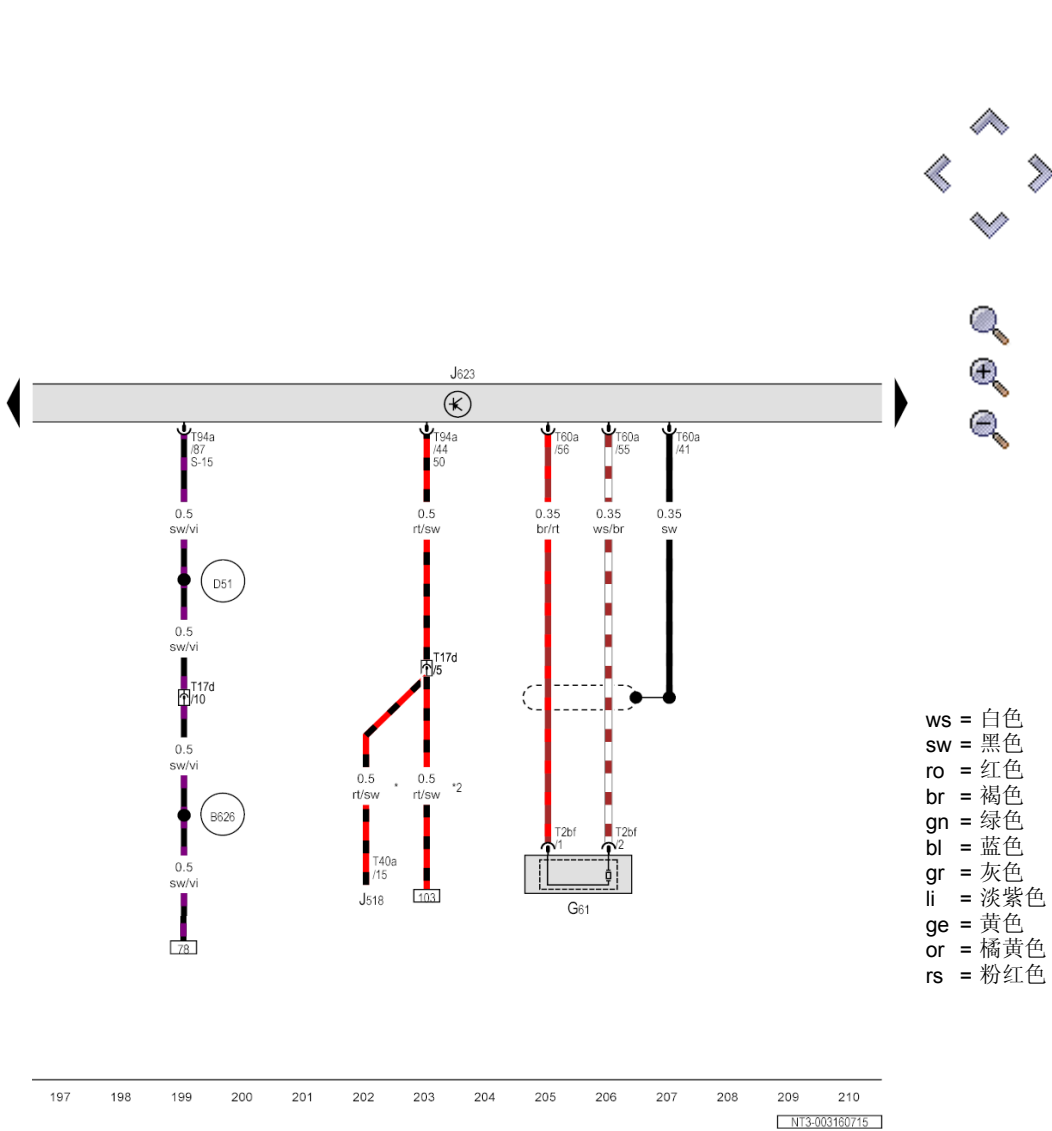 J623
T94a
/87
S-15
T94a
/44
50
T60a
/56
T60a
/55
T60a
/41
0.5
sw/vi
0.5
rt/sw
0.35
br/rt
0.35
ws/br
0.35
sw
D51
0.5
sw/vi
T17d
/10
T17d
/5
0.5
sw/vi
0.5
rt/sw
*
0.5
rt/sw
*2
B626
T2bf
/1
T2bf
/2
0.5
sw/vi
T40a
/15
J518
103
G61
78
ws = 白色
sw = 黑色
ro = 红色
br = 褐色
gn = 绿色
bl = 蓝色
gr = 灰色
li = 淡紫色
ge = 黄色
or = 橘黄色
rs = 粉红色
197 198 199 200 201 202 203 204 205 206 207 208 209 210
NT3-003160715